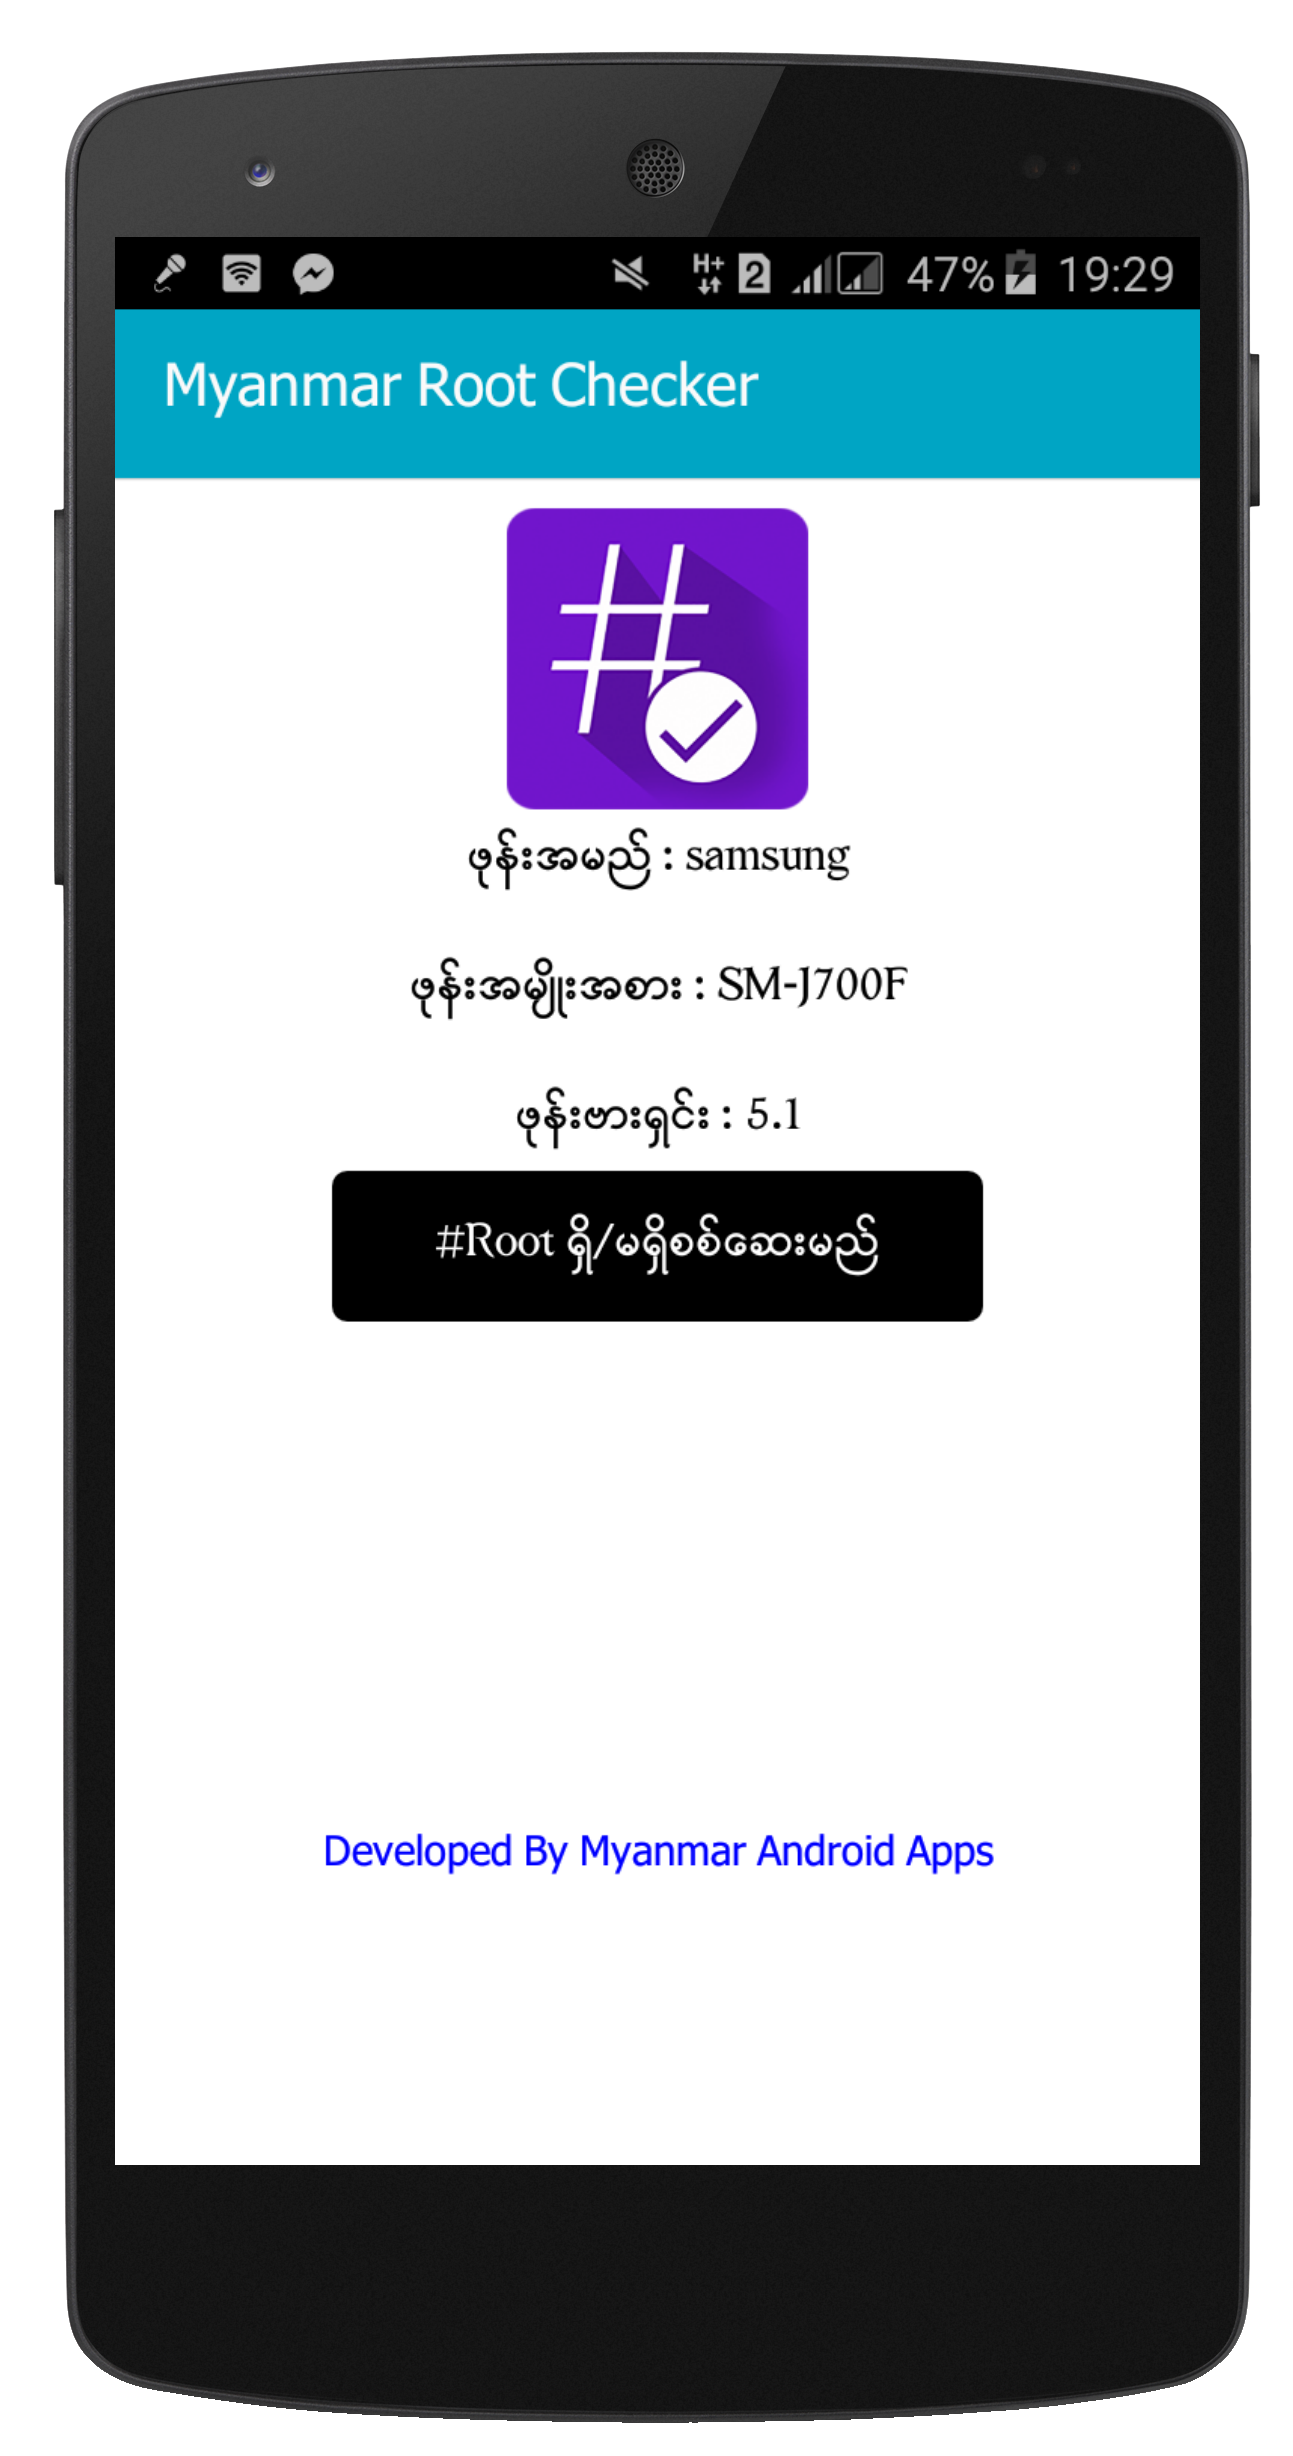 H+ 2 47% 19:29
Myanmar Root Checker
ဖုန်းအမည် : samsung
ဖုန်းအမျိုးအစား : SM-J700F
ဖုန်းဗားရှင်း : 5.1
#Root ရှိ/မရှိစစ်ဆေးမည်
Developed By Myanmar Android Apps